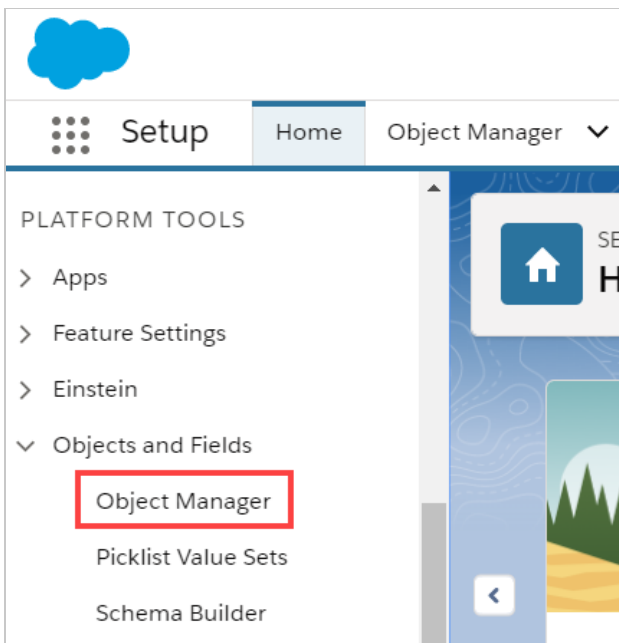 Setup Home Object Manager
PLATFORM TOOLS
Apps
Feature Settings
Einstein
Objects and Fields
Object Manager
Picklist Value Sets
Schema Builder